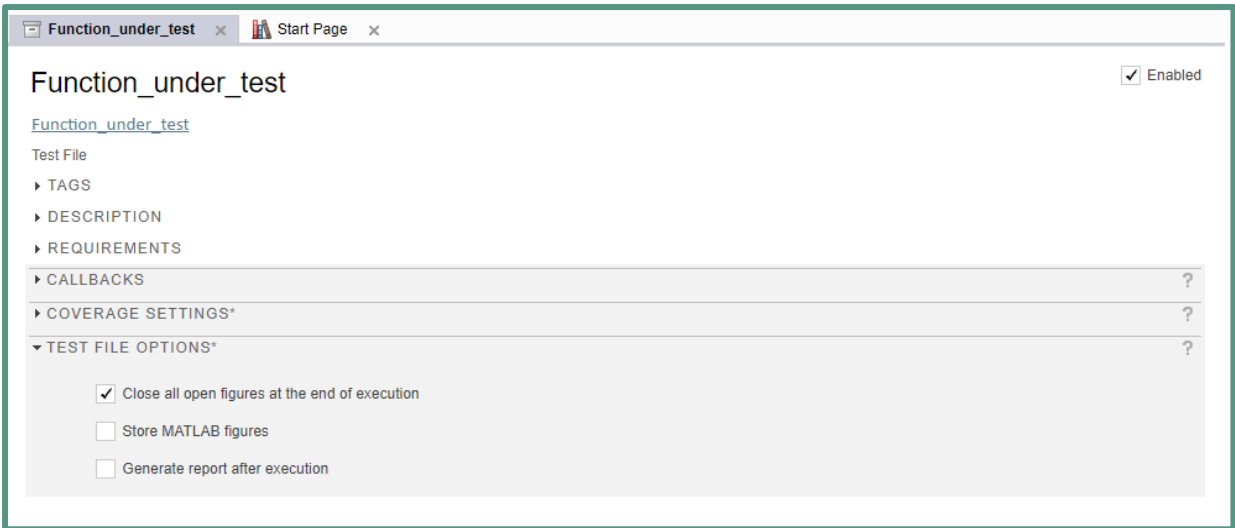 Function_under_test × Start Page ×
Function_under_test
Enabled
Function_under_test
Test File
TAGS
DESCRIPTION
REQUIREMENTS
CALLBACKS ?
COVERAGE SETTINGS* ?
TEST FILE OPTIONS* ?
Close all open figures at the end of execution
Store MATLAB figures
Generate report after execution